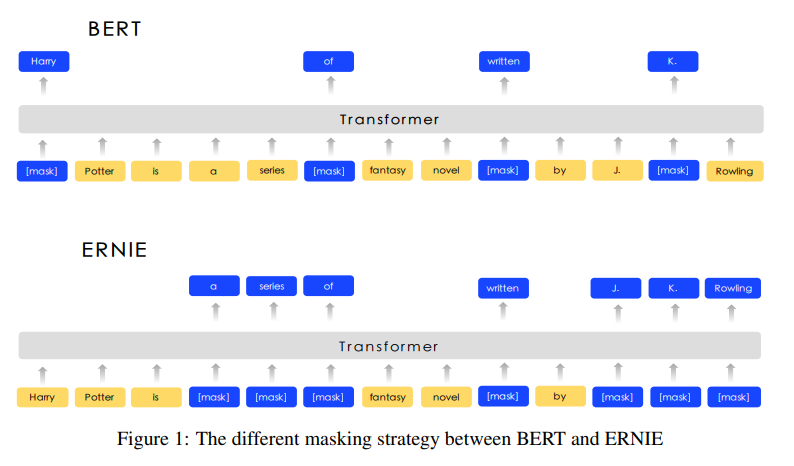 BERT
Harry of written K.
Transformer
[mask] Potter is a series [mask] fantasy novel [mask] by J. [mask] Rowling
ERNIE
a series of written J. K. Rowling
Transformer
Harry Potter is [mask] [mask] [mask] fantasy novel [mask] by [mask] [mask] [mask]
Figure 1: The different masking strategy between BERT and ERNIE